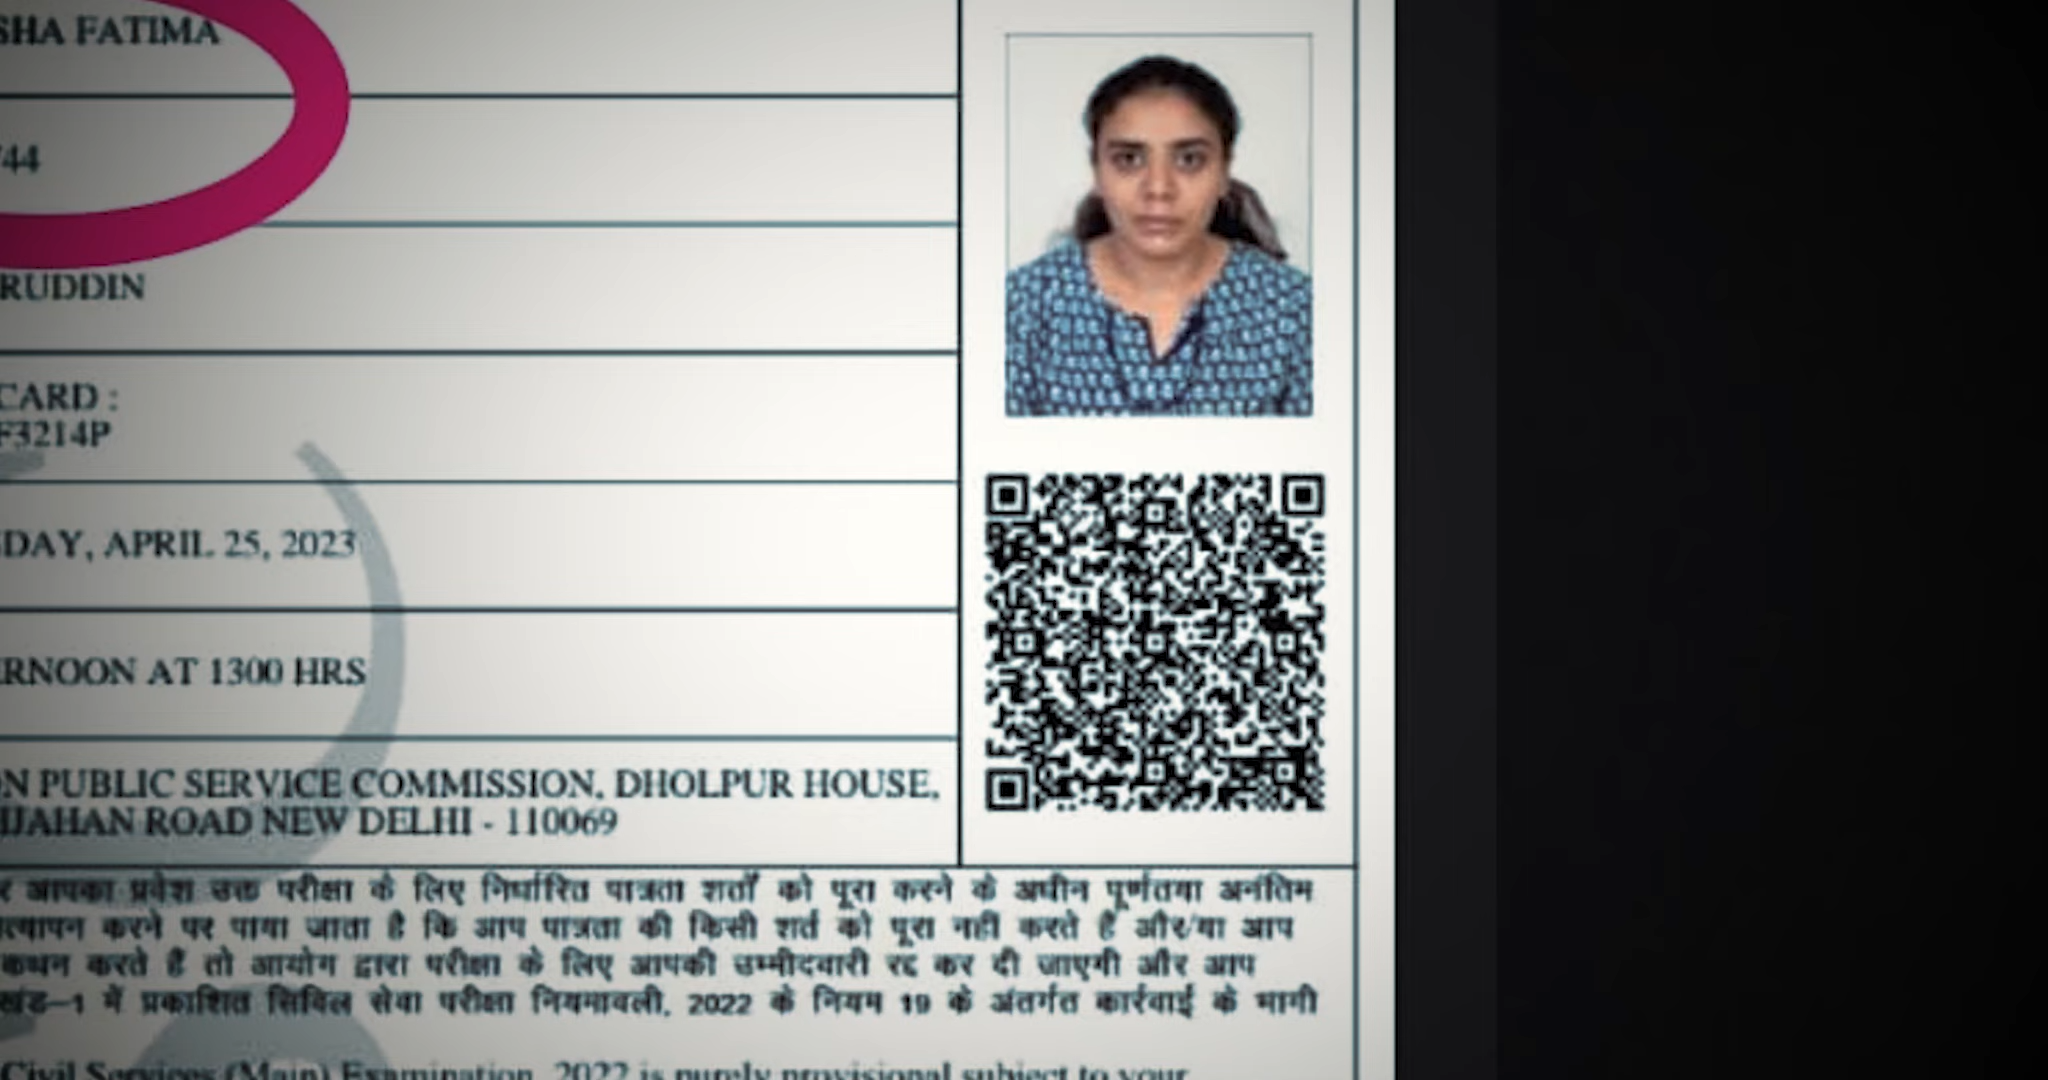 SHA FATIMA
744
RUDDIN
CARD :
F3214P
DAY, APRIL 25, 2023
ERNOON AT 1300 HRS
N PUBLIC SERVICE COMMISSION, DHOLPUR HOUSE,
JAHAN ROAD NEW DELHI - 110069
आपका प्रवेश उक्त परीक्षा के लिए निर्धारित पात्रता शर्तों को पूरा करने के अधीन पूर्णतया अनंतिम
त्यापन करने पर पाया जाता है कि आप पात्रता की किसी शर्त को पूरा नहीं करते हैं और/या आप
कथन करते हैं तो आयोग द्वारा परीक्षा के लिए आपकी उम्मीदवारी रद्द कर दी जाएगी और आप
खंड-1 में प्रकाशित सिविल सेवा परीक्षा नियमावली, 2022 के नियम 19 के अंतर्गत कार्रवाई के भागी
Civil Services (Main) Examination, 2022 is purely provisional subject to your